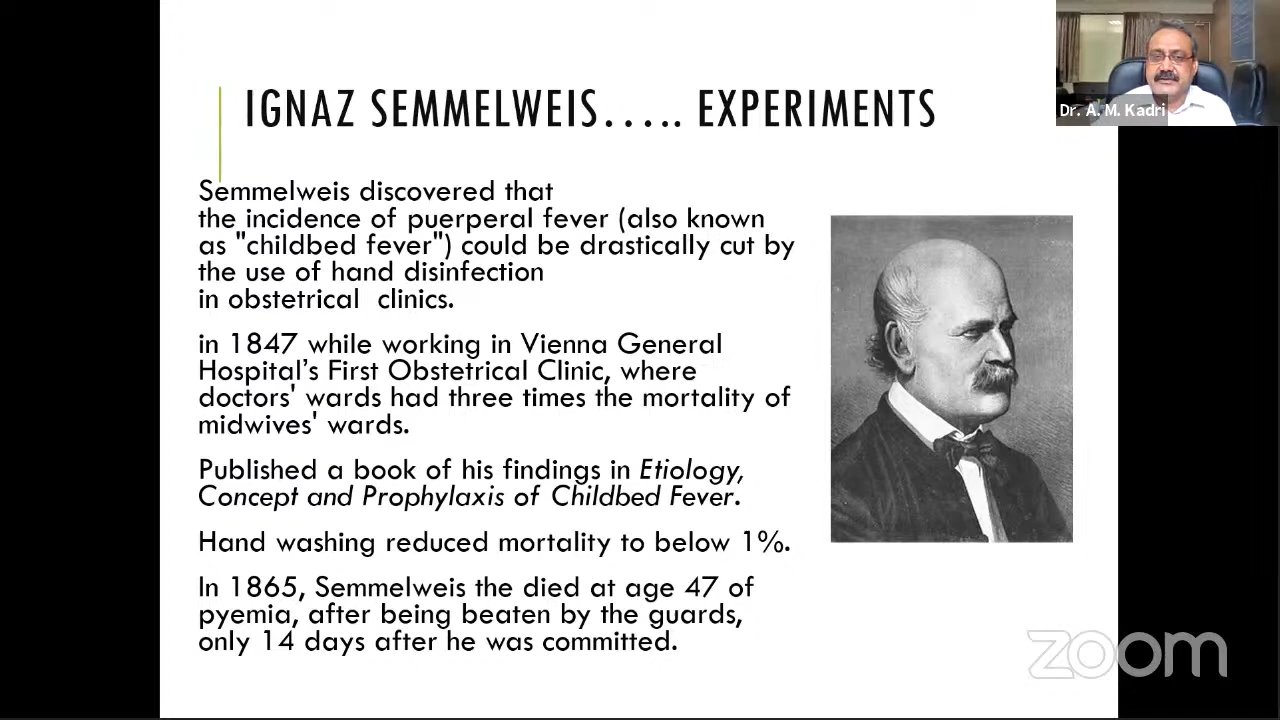 IGNAZ SEMMELWEIS….. EXPERIMENTS
Dr. A. M. Kadri
Semmelweis discovered that
the incidence of puerperal fever (also known
as "childbed fever") could be drastically cut by
the use of hand disinfection
in obstetrical clinics.
in 1847 while working in Vienna General
Hospital’s First Obstetrical Clinic, where
doctors' wards had three times the mortality of
midwives' wards.
Published a book of his findings in Etiology,
Concept and Prophylaxis of Childbed Fever.
Hand washing reduced mortality to below 1%.
In 1865, Semmelweis the died at age 47 of
pyemia, after being beaten by the guards,
only 14 days after he was committed.
zoom